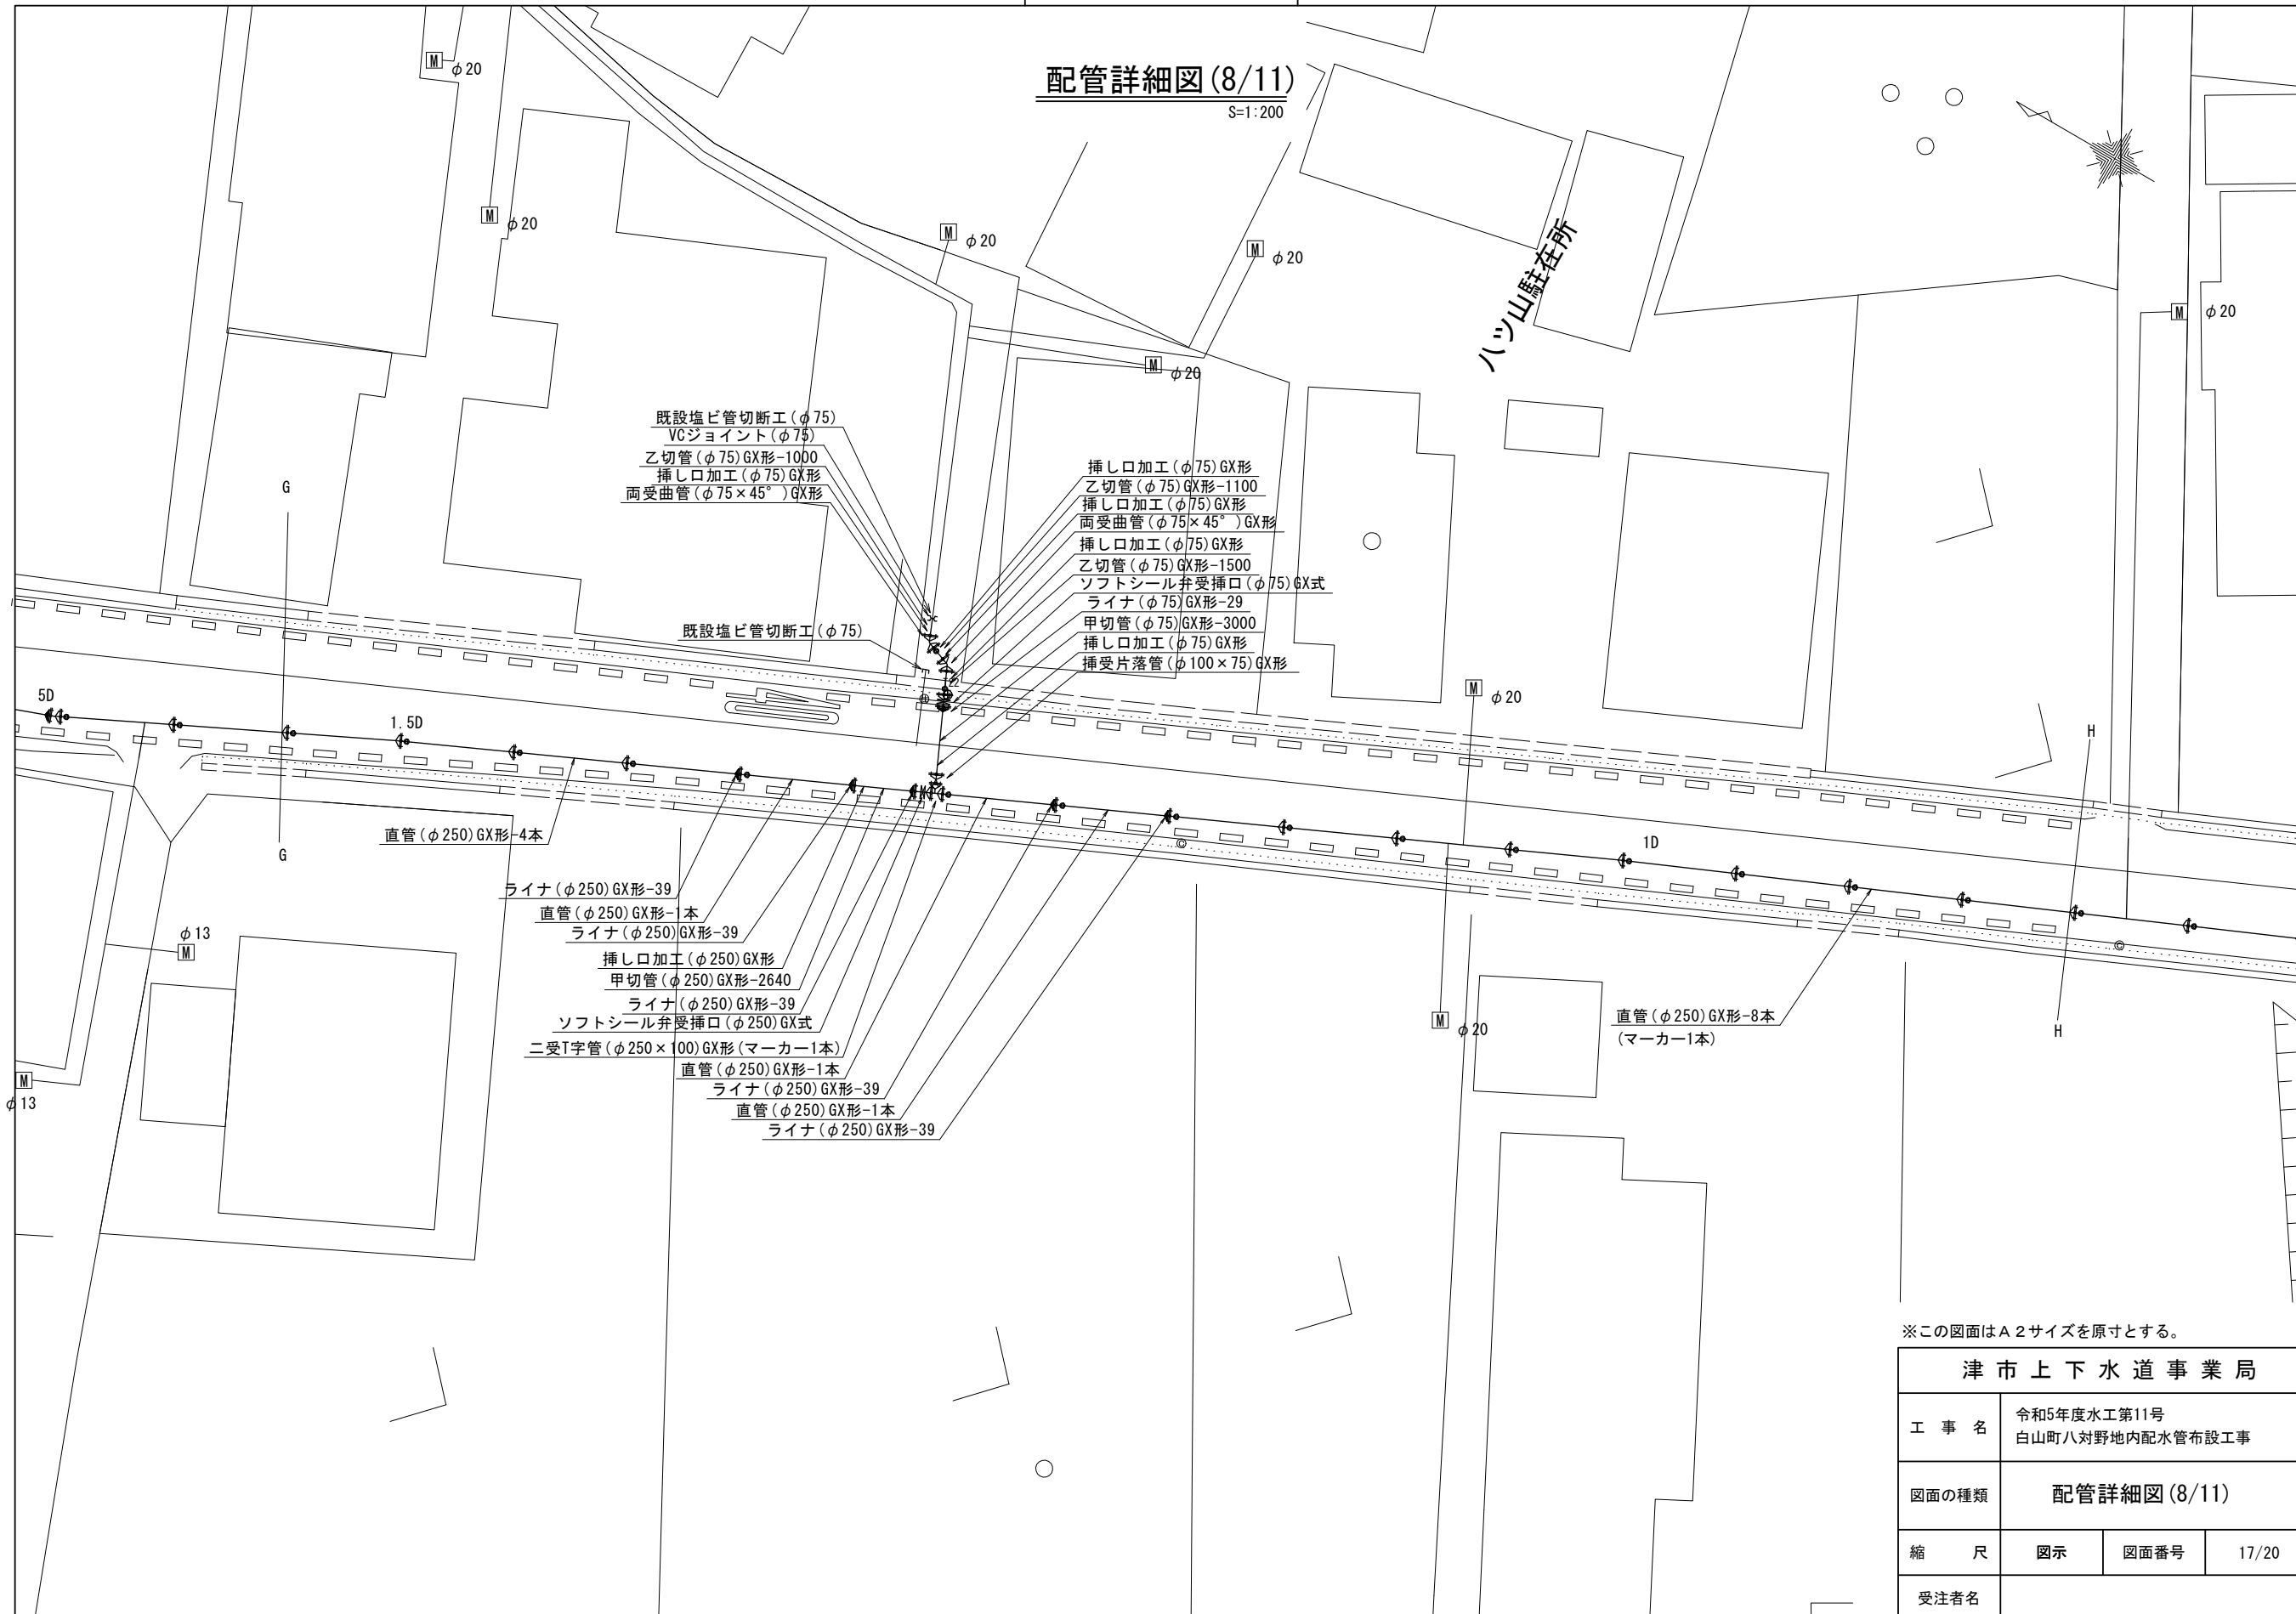 配管詳細図(8/11)
S=1:200
M φ20
M φ20
M φ20
M φ20
M φ20
M φ20
八ツ山駐在所
既設塩ビ管切断工(φ75)
VCジョイント(φ75)
乙切管(φ75)GX形-1000
挿し口加工(φ75)GX形
両受曲管(φ75×45°)GX形
挿し口加工(φ75)GX形
乙切管(φ75)GX形-1100
挿し口加工(φ75)GX形
両受曲管(φ75×45°)GX形
挿し口加工(φ75)GX形
乙切管(φ75)GX形-1500
ソフトシール弁受挿口(φ75)GX式
ライナ(φ75)GX形-29
甲切管(φ75)GX形-3000
挿し口加工(φ75)GX形
挿受片落管(φ100×75)GX形
既設塩ビ管切断工(φ75)
G
5D
1.5D
M φ20
H
1D
直管(φ250)GX形-4本
G
ライナ(φ250)GX形-39
直管(φ250)GX形-1本
ライナ(φ250)GX形-39
挿し口加工(φ250)GX形
甲切管(φ250)GX形-2640
ライナ(φ250)GX形-39
ソフトシール弁受挿口(φ250)GX式
二受T字管(φ250×100)GX形(マーカー1本)
直管(φ250)GX形-1本
ライナ(φ250)GX形-39
直管(φ250)GX形-1本
ライナ(φ250)GX形-39
φ13
M
M
φ13
M φ20
直管(φ250)GX形-8本
(マーカー1本)
H
※この図面はA2サイズを原寸とする。
津市上下水道事業局
工事名
令和5年度水工第11号
白山町八対野地内配水管布設工事
図面の種類
配管詳細図(8/11)
縮尺
図示
図面番号
17/20
受注者名